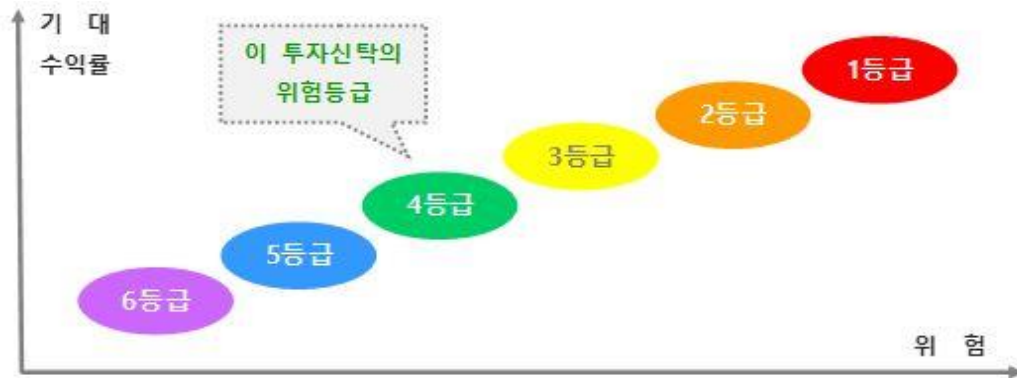 기 대
수익률
이 투자신탁의
위험등급
1등급
2등급
3등급
4등급
5등급
6등급
위 험